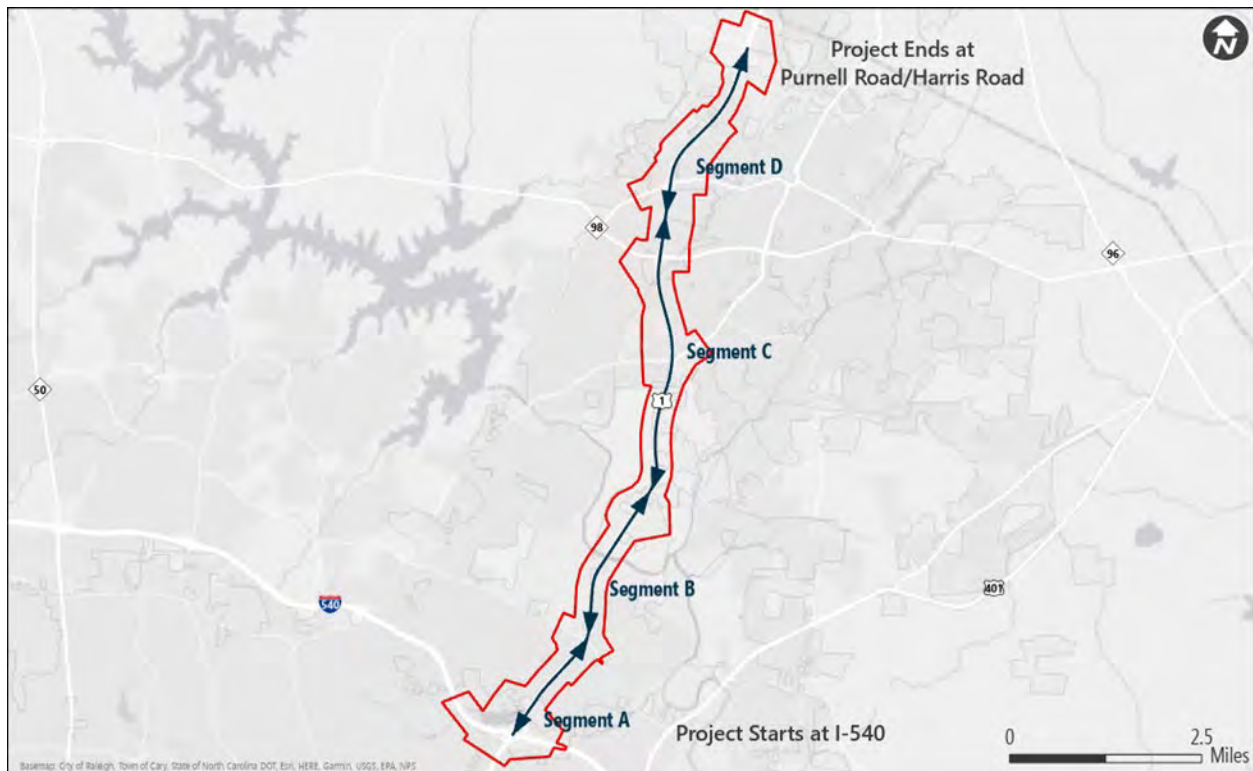 N
Project Ends at
Purnell Road/Harris Road
Segment D
98
96
Segment C
50
1
401
Segment B
540
Segment A
Project Starts at I-540
0 2.5
Miles
Basemap: City of Raleigh, Town of Cary, State of North Carolina DOT, Esri, HERE, Garmin, USGS, EPA, NPS